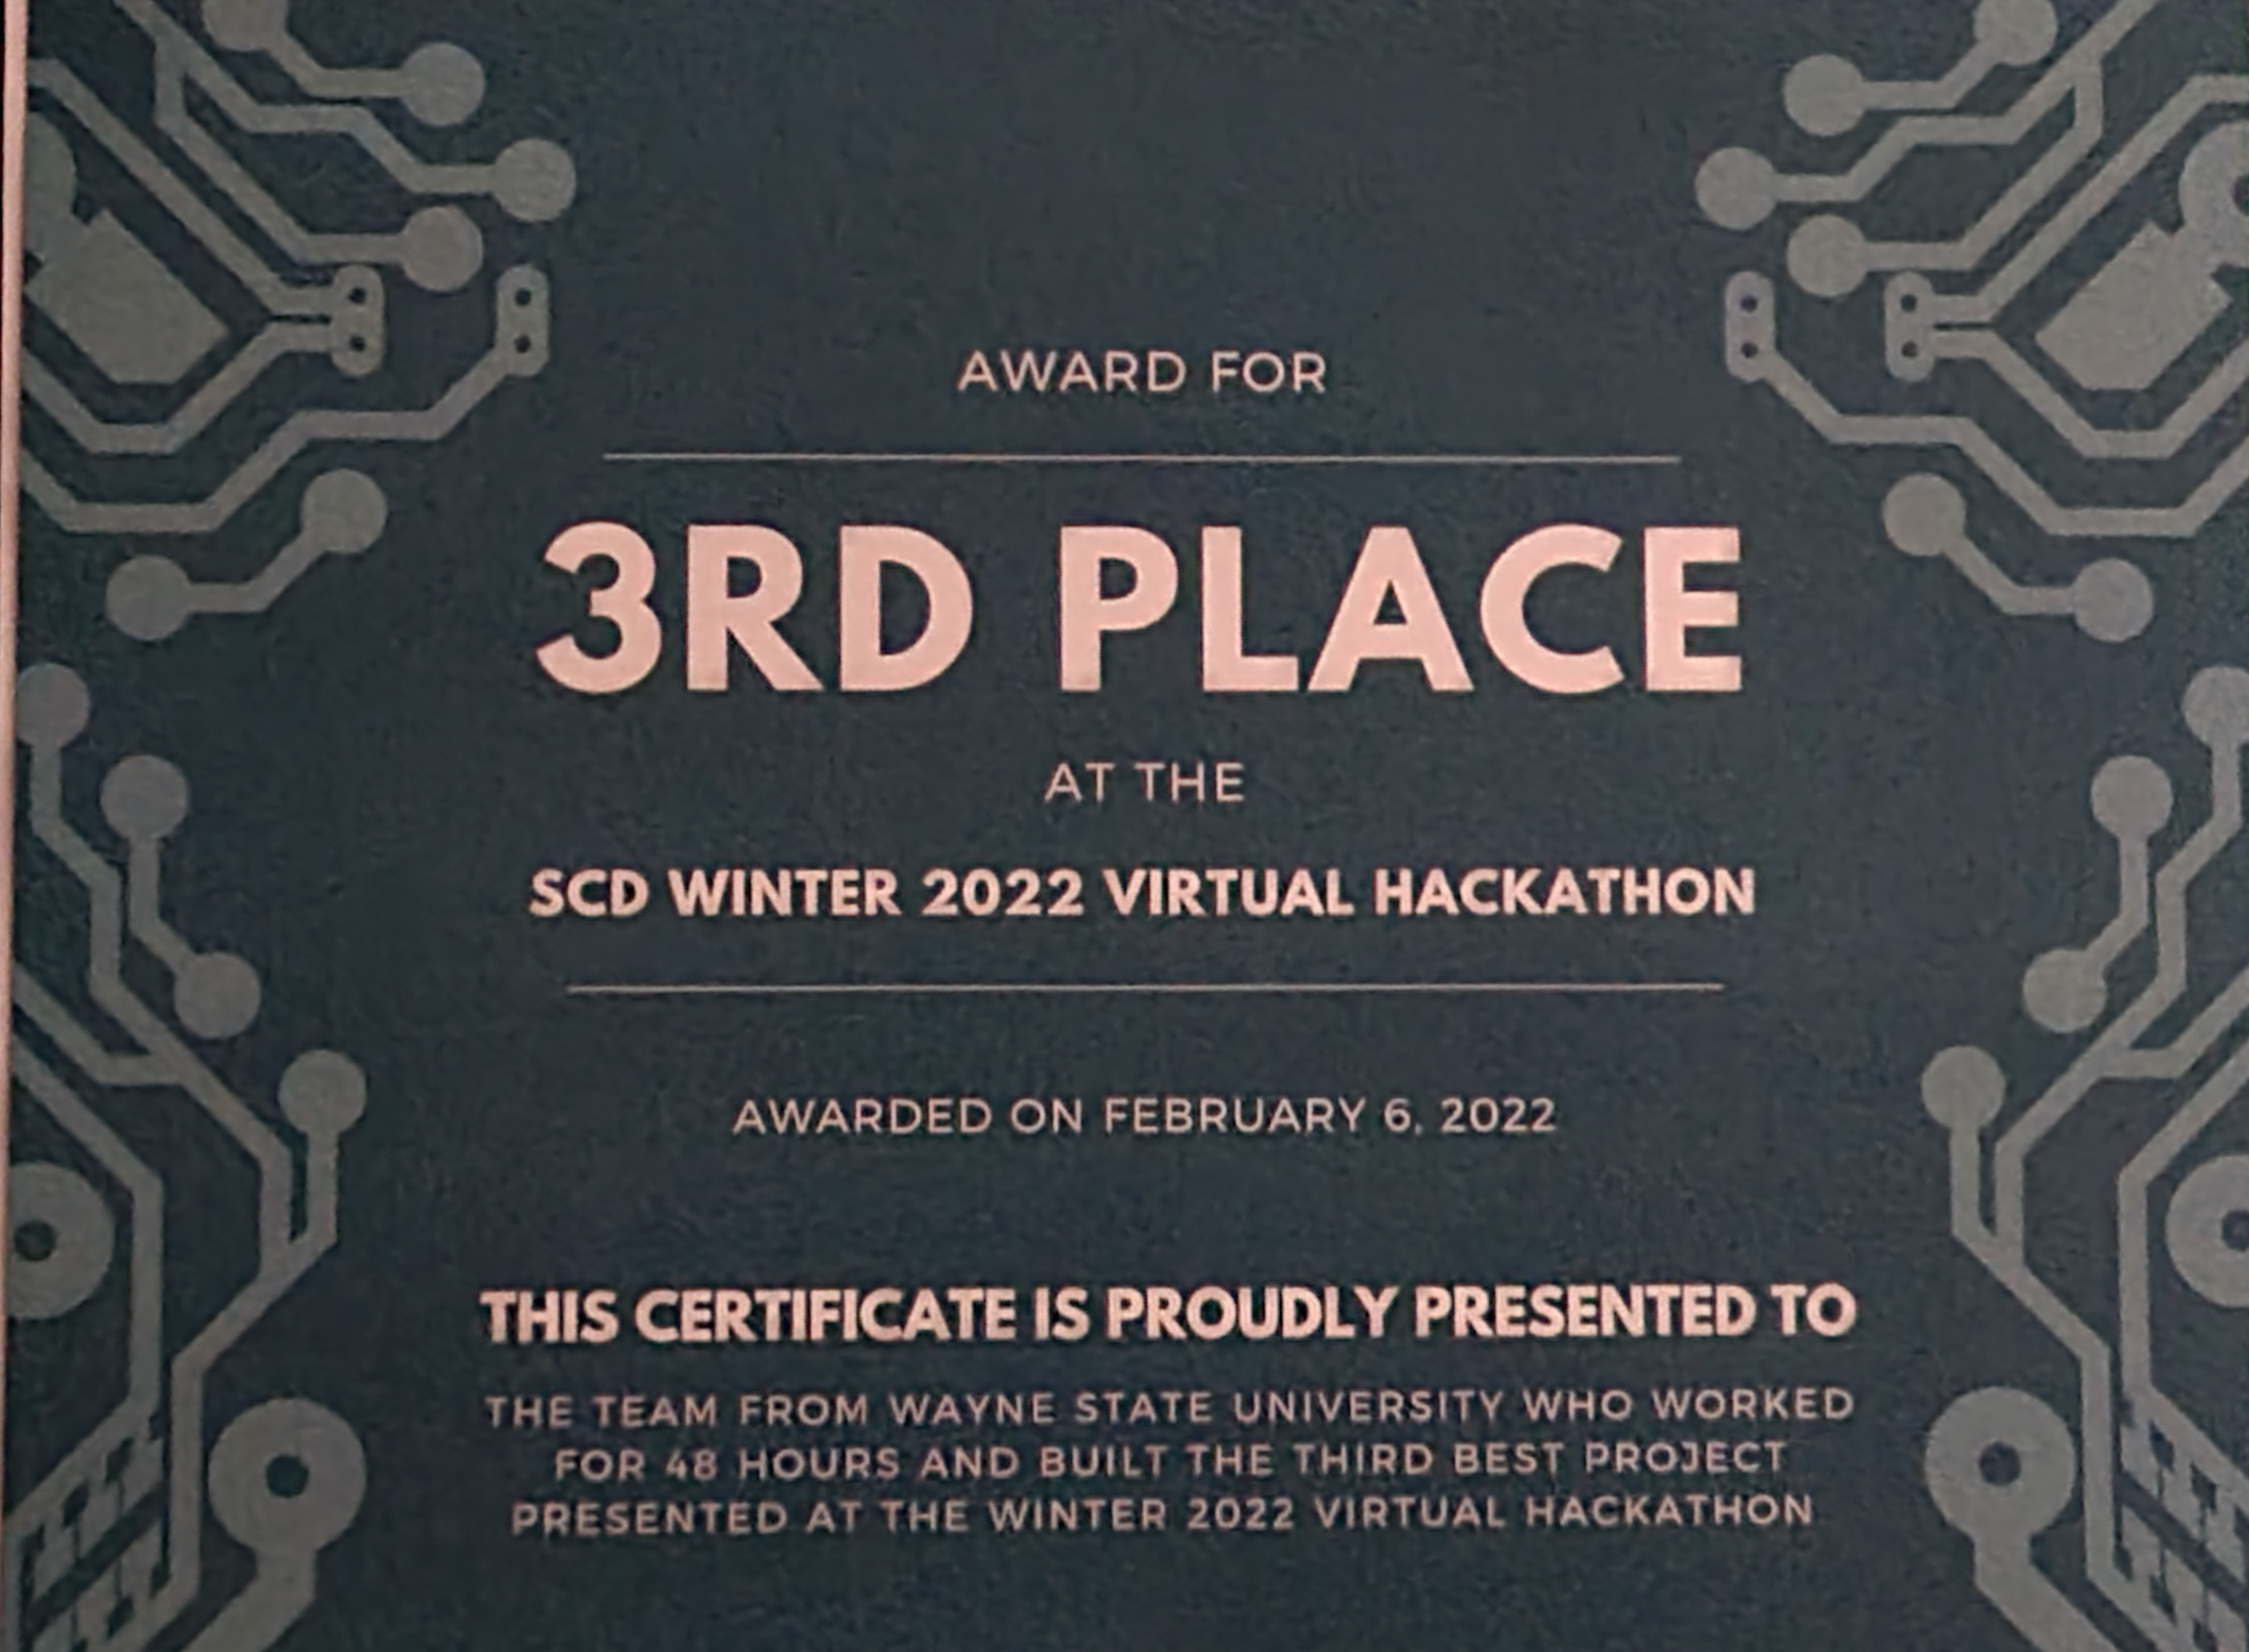 AWARD FOR
3RD PLACE
AT THE
SCD WINTER 2022 VIRTUAL HACKATHON
AWARDED ON FEBRUARY 6, 2022
THIS CERTIFICATE IS PROUDLY PRESENTED TO
THE TEAM FROM WAYNE STATE UNIVERSITY WHO WORKED
FOR 48 HOURS AND BUILT THE THIRD BEST PROJECT
PRESENTED AT THE WINTER 2022 VIRTUAL HACKATHON